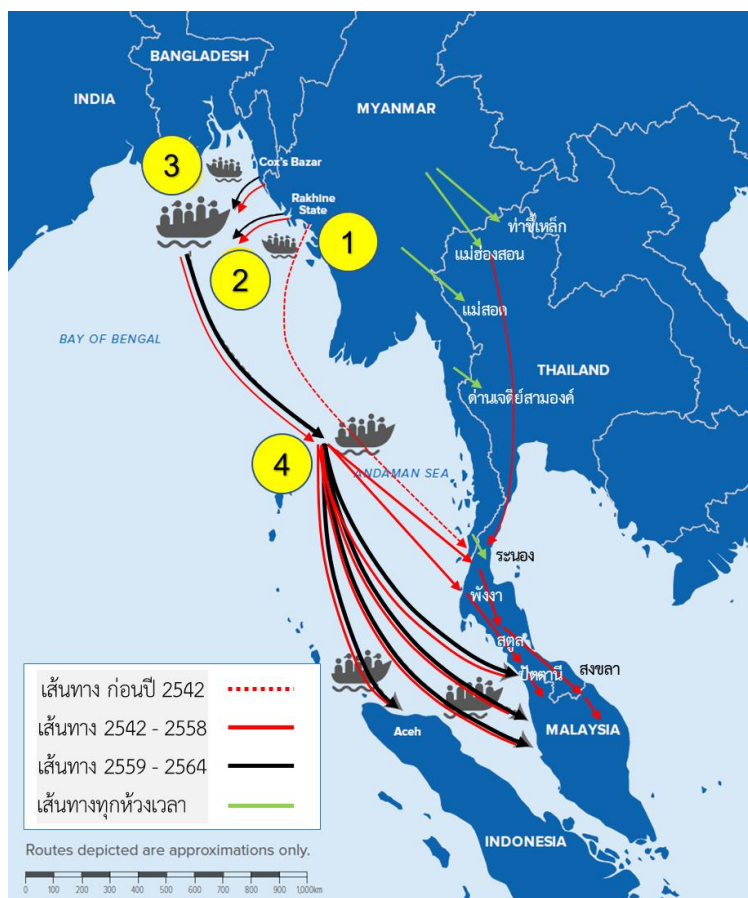 BANGLADESH
INDIA
MYANMAR
3
Cox's Bazar
Rakhine
State
1
ท่าขี้เหล็ก
แม่ฮ่องสอน
2
แม่สอด
BAY OF BENGAL
THAILAND
ด่านเจดีย์สามองค์
4
ANDAMAN SEA
ระนอง
พังงา
สตูล
สงขลา
ปัตตานี
เส้นทาง ก่อนปี 2542
เส้นทาง 2542 - 2558
Aceh
MALAYSIA
เส้นทาง 2559 - 2564
เส้นทางทุกห้วงเวลา
INDONESIA
Routes depicted are approximations only.
0 100 200 300 400 500 600 700 800 900 1,000km